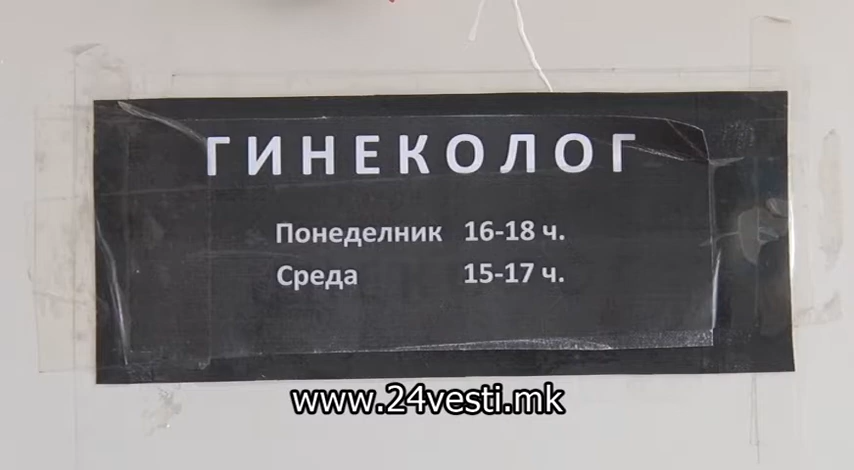 ГИНЕКОЛОГ
Понеделник 16-18 ч.
Среда 15-17 ч.
www.24vesti.mk